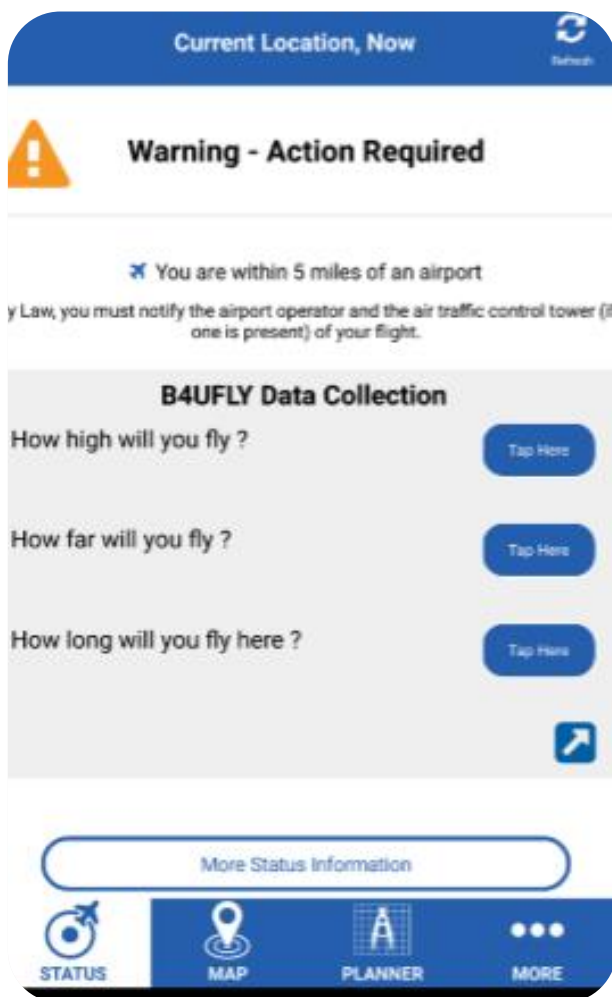 Current Location, Now
Refresh
Warning - Action Required
You are within 5 miles of an airport
y Law, you must notify the airport operator and the air traffic control tower (if
one is present) of your flight.
B4UFLY Data Collection
How high will you fly ?
Tap Here
How far will you fly ?
Tap Here
How long will you fly here ?
Tap Here
More Status Information
STATUS
MAP
PLANNER
MORE